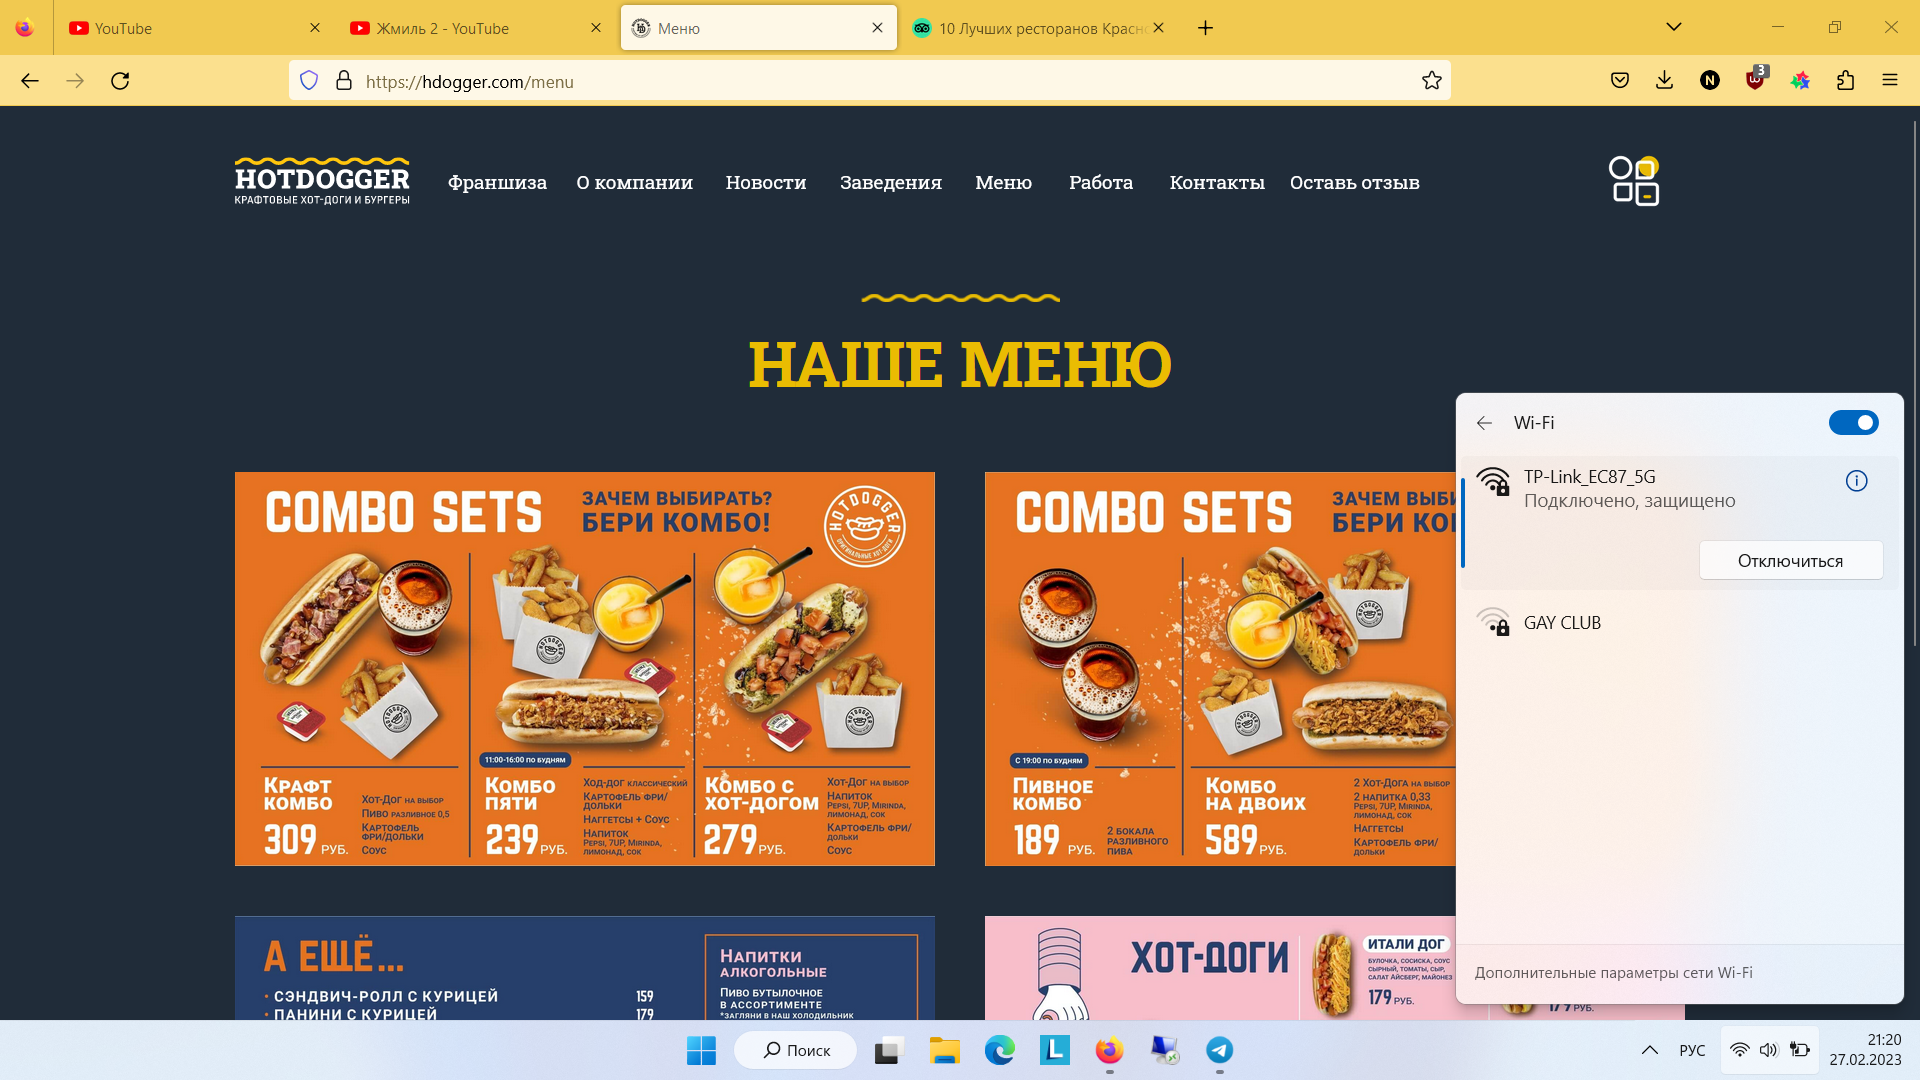 YouTube
Жмиль 2 - YouTube
Меню
10 Лучших ресторанов Красно
https://hdogger.com/menu
N
3
HOTDOGGER
КРАФТОВЫЕ ХОТ-ДОГИ И БУРГЕРЫ
Франшиза
О компании
Новости
Заведения
Меню
Работа
Контакты
Оставь отзыв
НАШЕ МЕНЮ
COMBO SETS
ЗАЧЕМ ВЫБИРАТЬ?
БЕРИ КОМБО!
HOTDOGGER
ОРИГИНАЛЬНЫЕ ХОТ-ДОГИ
КРАФТ
КОМБО
309 РУБ.
ХОТ-ДОГ НА ВЫБОР
ПИВО РАЗЛИВНОЕ 0,5
КАРТОФЕЛЬ
ФРИ/ДОЛЬКИ
СОУС
11:00-16:00 ПО БУДНЯМ
КОМБО
ПЯТИ
239 РУБ.
ХОД-ДОГ КЛАССИЧЕСКИЙ
КАРТОФЕЛЬ ФРИ/
ДОЛЬКИ
НАГГЕТСЫ + СОУС
НАПИТОК
PEPSI, 7UP, MIRINDA,
ЛИМОНАД, СОК
КОМБО С
ХОТ-ДОГОМ
279 РУБ.
ХОТ-ДОГ НА ВЫБОР
НАПИТОК
PEPSI, 7UP, MIRINDA,
ЛИМОНАД, СОК
КАРТОФЕЛЬ ФРИ/
ДОЛЬКИ
СОУС
COMBO SETS
ЗАЧЕМ ВЫБИ
БЕРИ КО
С 19:00 ПО БУДНЯМ
ПИВНОЕ
КОМБО
189 РУБ.
2 БОКАЛА
РАЗЛИВНОГО
ПИВА
КОМБО
НА ДВОИХ
589 РУБ.
2 ХОТ-ДОГА НА ВЫБОР
2 НАПИТКА 0,33
PEPSI, 7UP, MIRINDA,
ЛИМОНАД, СОК
НАГГЕТСЫ
КАРТОФЕЛЬ ФРИ/
ДОЛЬКИ
А ЕЩЁ...
• СЭНДВИЧ-РОЛЛ С КУРИЦЕЙ 159
• ПАНИНИ С КУРИЦЕЙ 179
НАПИТКИ
АЛКОГОЛЬНЫЕ
ПИВО БУТЫЛОЧНОЕ
В АССОРТИМЕНТЕ
*ЗАГЛЯНИ В НАШ ХОЛОДИЛЬНИК
ХОТ-ДОГИ
ИТАЛИ ДОГ
БУЛОЧКА, СОСИСКА, СОУС
СЫРНЫЙ, ТОМАТЫ, СЫР,
САЛАТ АЙСБЕРГ, МАЙОНЕЗ
179 РУБ.
179 РУБ.
Wi-Fi
TP-Link_EC87_5G
Подключено, защищено
Отключиться
GAY CLUB
Дополнительные параметры сети Wi-Fi
Поиск
L
РУС
21:20
27.02.2023